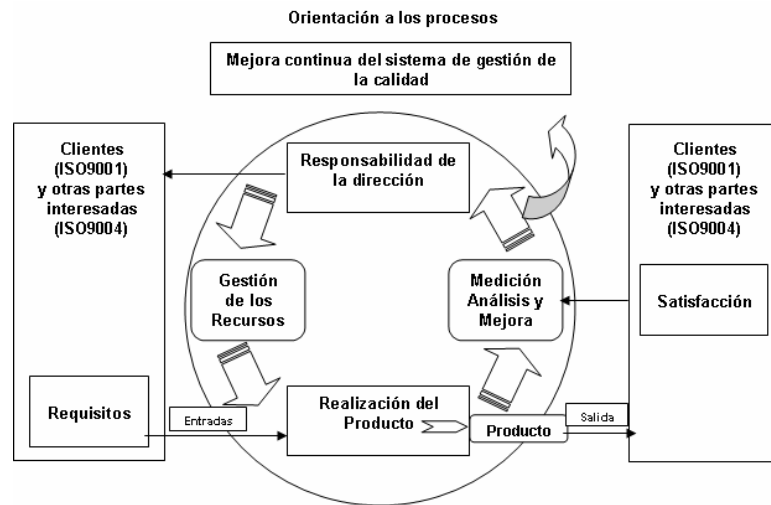 Orientación a los procesos
Mejora continua del sistema de gestión de
la calidad
Clientes
(ISO9001)
y otras partes
interesadas
(ISO9004)
Responsabilidad de
la dirección
Clientes
(ISO9001)
y otras partes
interesadas
(ISO9004)
Gestión
de los
Recursos
Medición
Análisis y
Mejora
Satisfacción
Requisitos
Entradas
Realización del
Producto
Producto
Salida